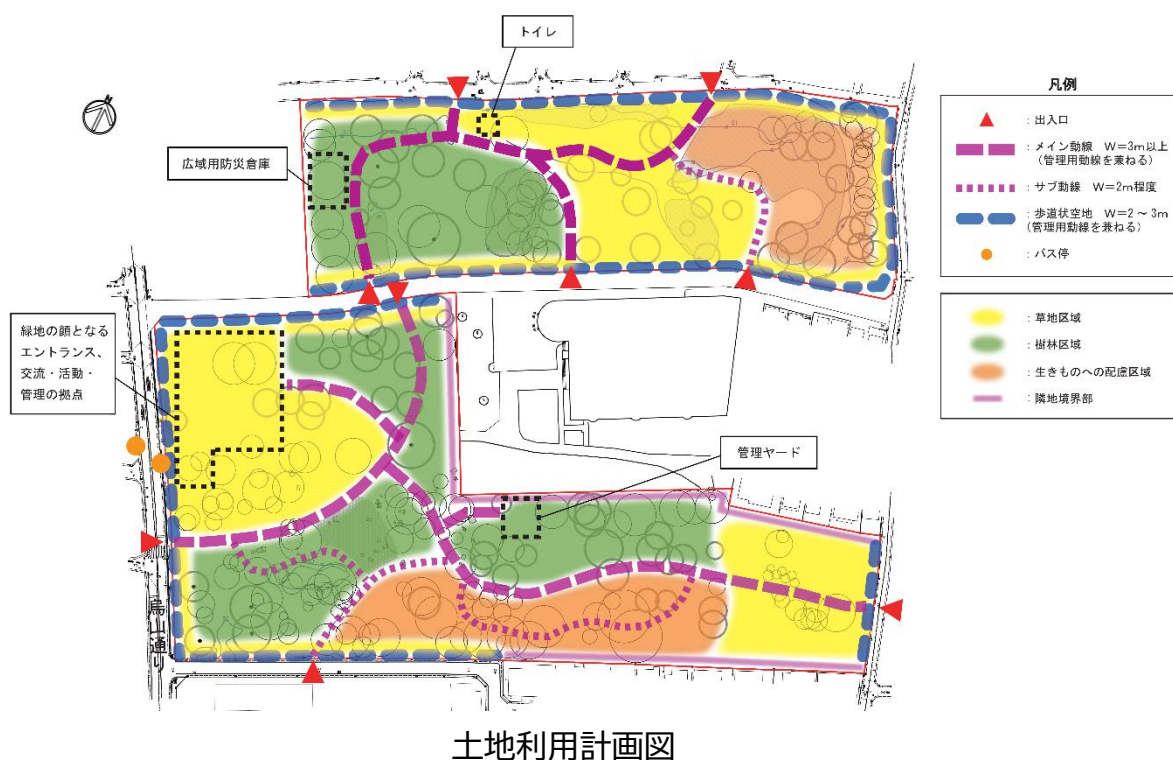 トイレ
広域用防災倉庫
緑地の顔となる
エントランス、
交流・活動・
管理の拠点
管理ヤード
烏山通り
凡例
：出入口
：メイン動線　W＝3m以上
（管理用動線を兼ねる）
：サブ動線　W＝2m程度
：歩道状空地　W＝2～3m
（管理用動線を兼ねる）
：バス停
：草地区域
：樹林区域
：生きものへの配慮区域
：隣地境界部
土地利用計画図